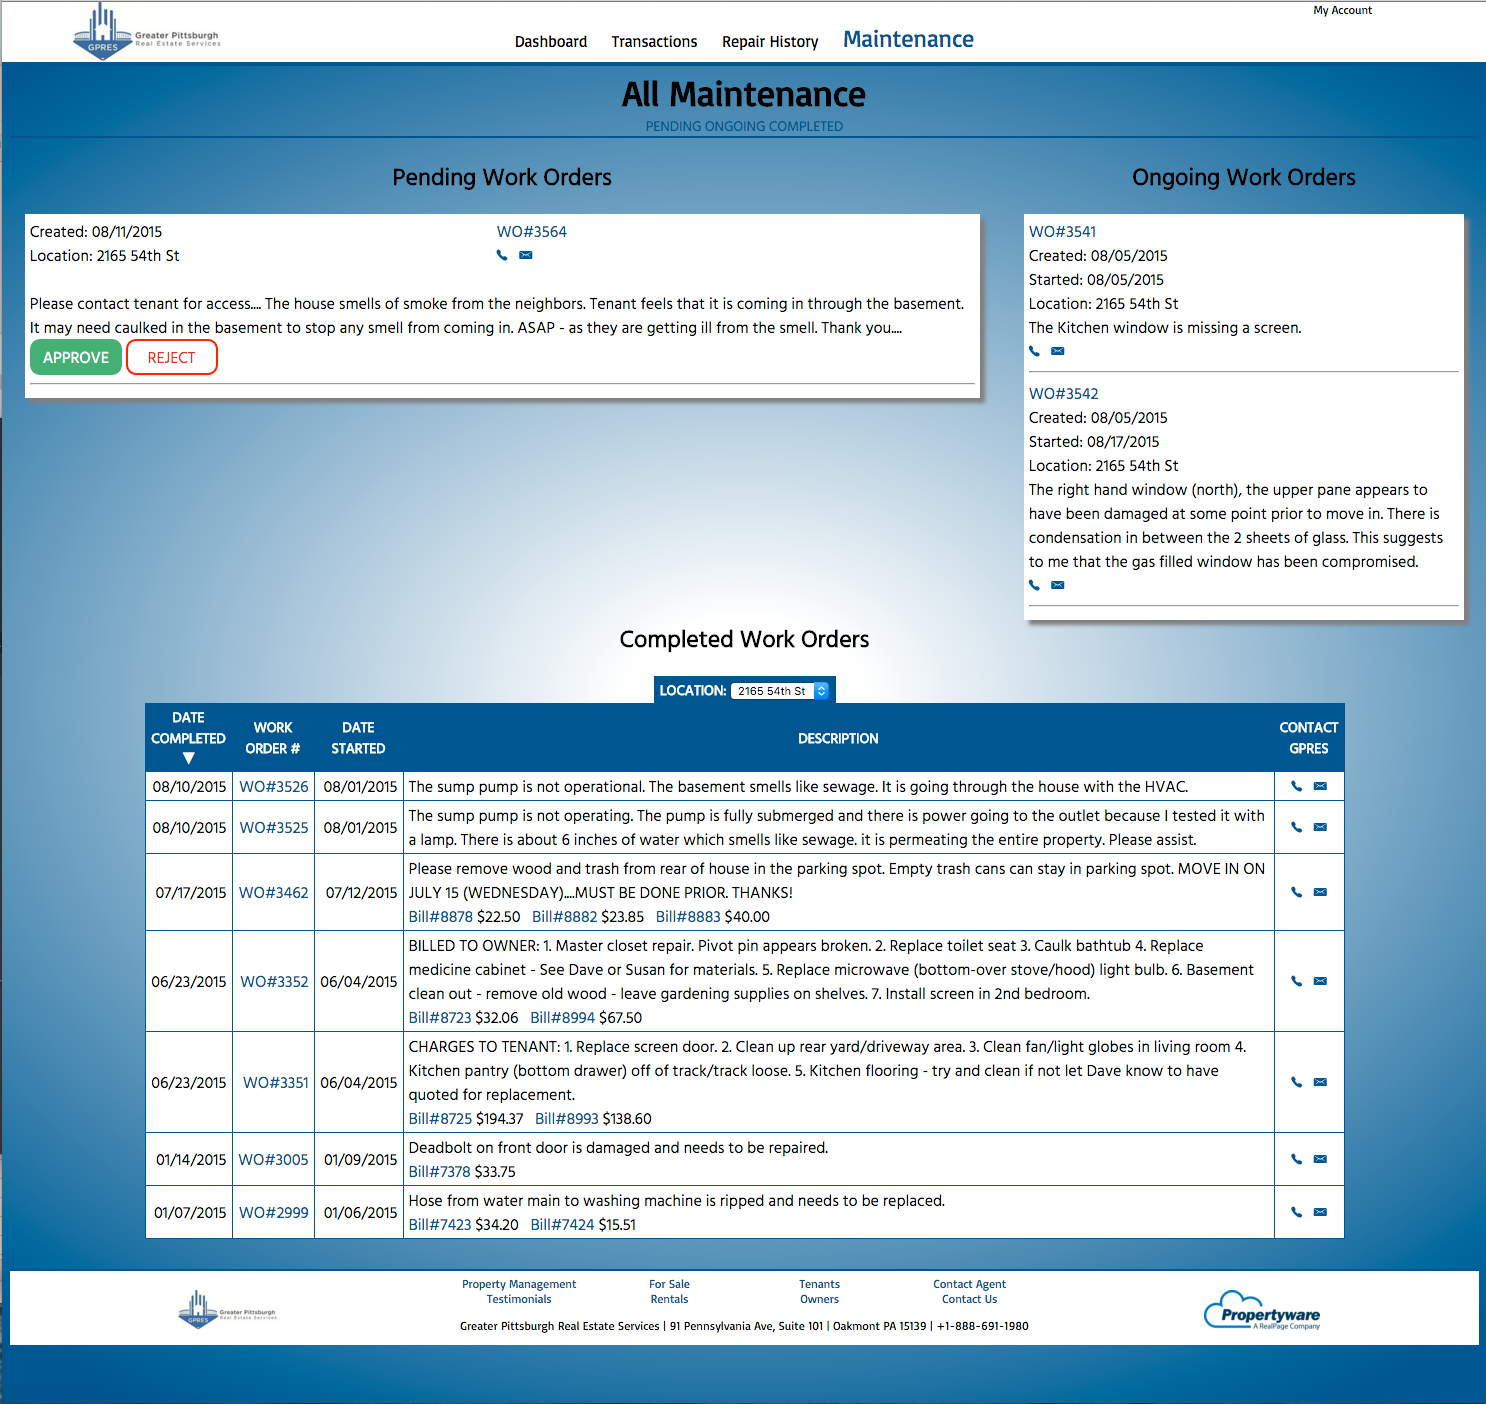 GPRES
Greater Pittsburgh
Real Estate Services
My Account
Dashboard Transactions Repair History Maintenance
All Maintenance
PENDING ONGOING COMPLETED
Pending Work Orders
Created: 08/11/2015 WO#3564
Location: 2165 54th St
Please contact tenant for access.... The house smells of smoke from the neighbors. Tenant feels that it is coming in through the basement.
It may need caulked in the basement to stop any smell from coming in. ASAP - as they are getting ill from the smell. Thank you....
APPROVE REJECT
Ongoing Work Orders
WO#3541
Created: 08/05/2015
Started: 08/05/2015
Location: 2165 54th St
The Kitchen window is missing a screen.
WO#3542
Created: 08/05/2015
Started: 08/17/2015
Location: 2165 54th St
The right hand window (north), the upper pane appears to
have been damaged at some point prior to move in. There is
condensation in between the 2 sheets of glass. This suggests
to me that the gas filled window has been compromised.
Completed Work Orders
LOCATION: 2165 54th St
DATE COMPLETED ▼ WORK ORDER # DATE STARTED DESCRIPTION CONTACT GPRES
08/10/2015 WO#3526 08/01/2015 The sump pump is not operational. The basement smells like sewage. It is going through the house with the HVAC.
08/10/2015 WO#3525 08/01/2015 The sump pump is not operating. The pump is fully submerged and there is power going to the outlet because I tested it with
a lamp. There is about 6 inches of water which smells like sewage. it is permeating the entire property. Please assist.
07/17/2015 WO#3462 07/12/2015 Please remove wood and trash from rear of house in the parking spot. Empty trash cans can stay in parking spot. MOVE IN ON
JULY 15 (WEDNESDAY)....MUST BE DONE PRIOR. THANKS!
Bill#8878 $22.50 Bill#8882 $23.85 Bill#8883 $40.00
06/23/2015 WO#3352 06/04/2015 BILLED TO OWNER: 1. Master closet repair. Pivot pin appears broken. 2. Replace toilet seat 3. Caulk bathtub 4. Replace
medicine cabinet - See Dave or Susan for materials. 5. Replace microwave (bottom-over stove/hood) light bulb. 6. Basement
clean out - remove old wood - leave gardening supplies on shelves. 7. Install screen in 2nd bedroom.
Bill#8723 $32.06 Bill#8994 $67.50
06/23/2015 WO#3351 06/04/2015 CHARGES TO TENANT: 1. Replace screen door. 2. Clean up rear yard/driveway area. 3. Clean fan/light globes in living room 4.
Kitchen pantry (bottom drawer) off of track/track loose. 5. Kitchen flooring - try and clean if not let Dave know to have
quoted for replacement.
Bill#8725 $194.37 Bill#8993 $138.60
01/14/2015 WO#3005 01/09/2015 Deadbolt on front door is damaged and needs to be repaired.
Bill#7378 $33.75
01/07/2015 WO#2999 01/06/2015 Hose from water main to washing machine is ripped and needs to be replaced.
Bill#7423 $34.20 Bill#7424 $15.51
GPRES
Greater Pittsburgh
Real Estate Services
Property Management For Sale Tenants Contact Agent
Testimonials Rentals Owners Contact Us
Greater Pittsburgh Real Estate Services | 91 Pennsylvania Ave, Suite 101 | Oakmont PA 15139 | +1-888-691-1980
Propertyware
A RealPage Company